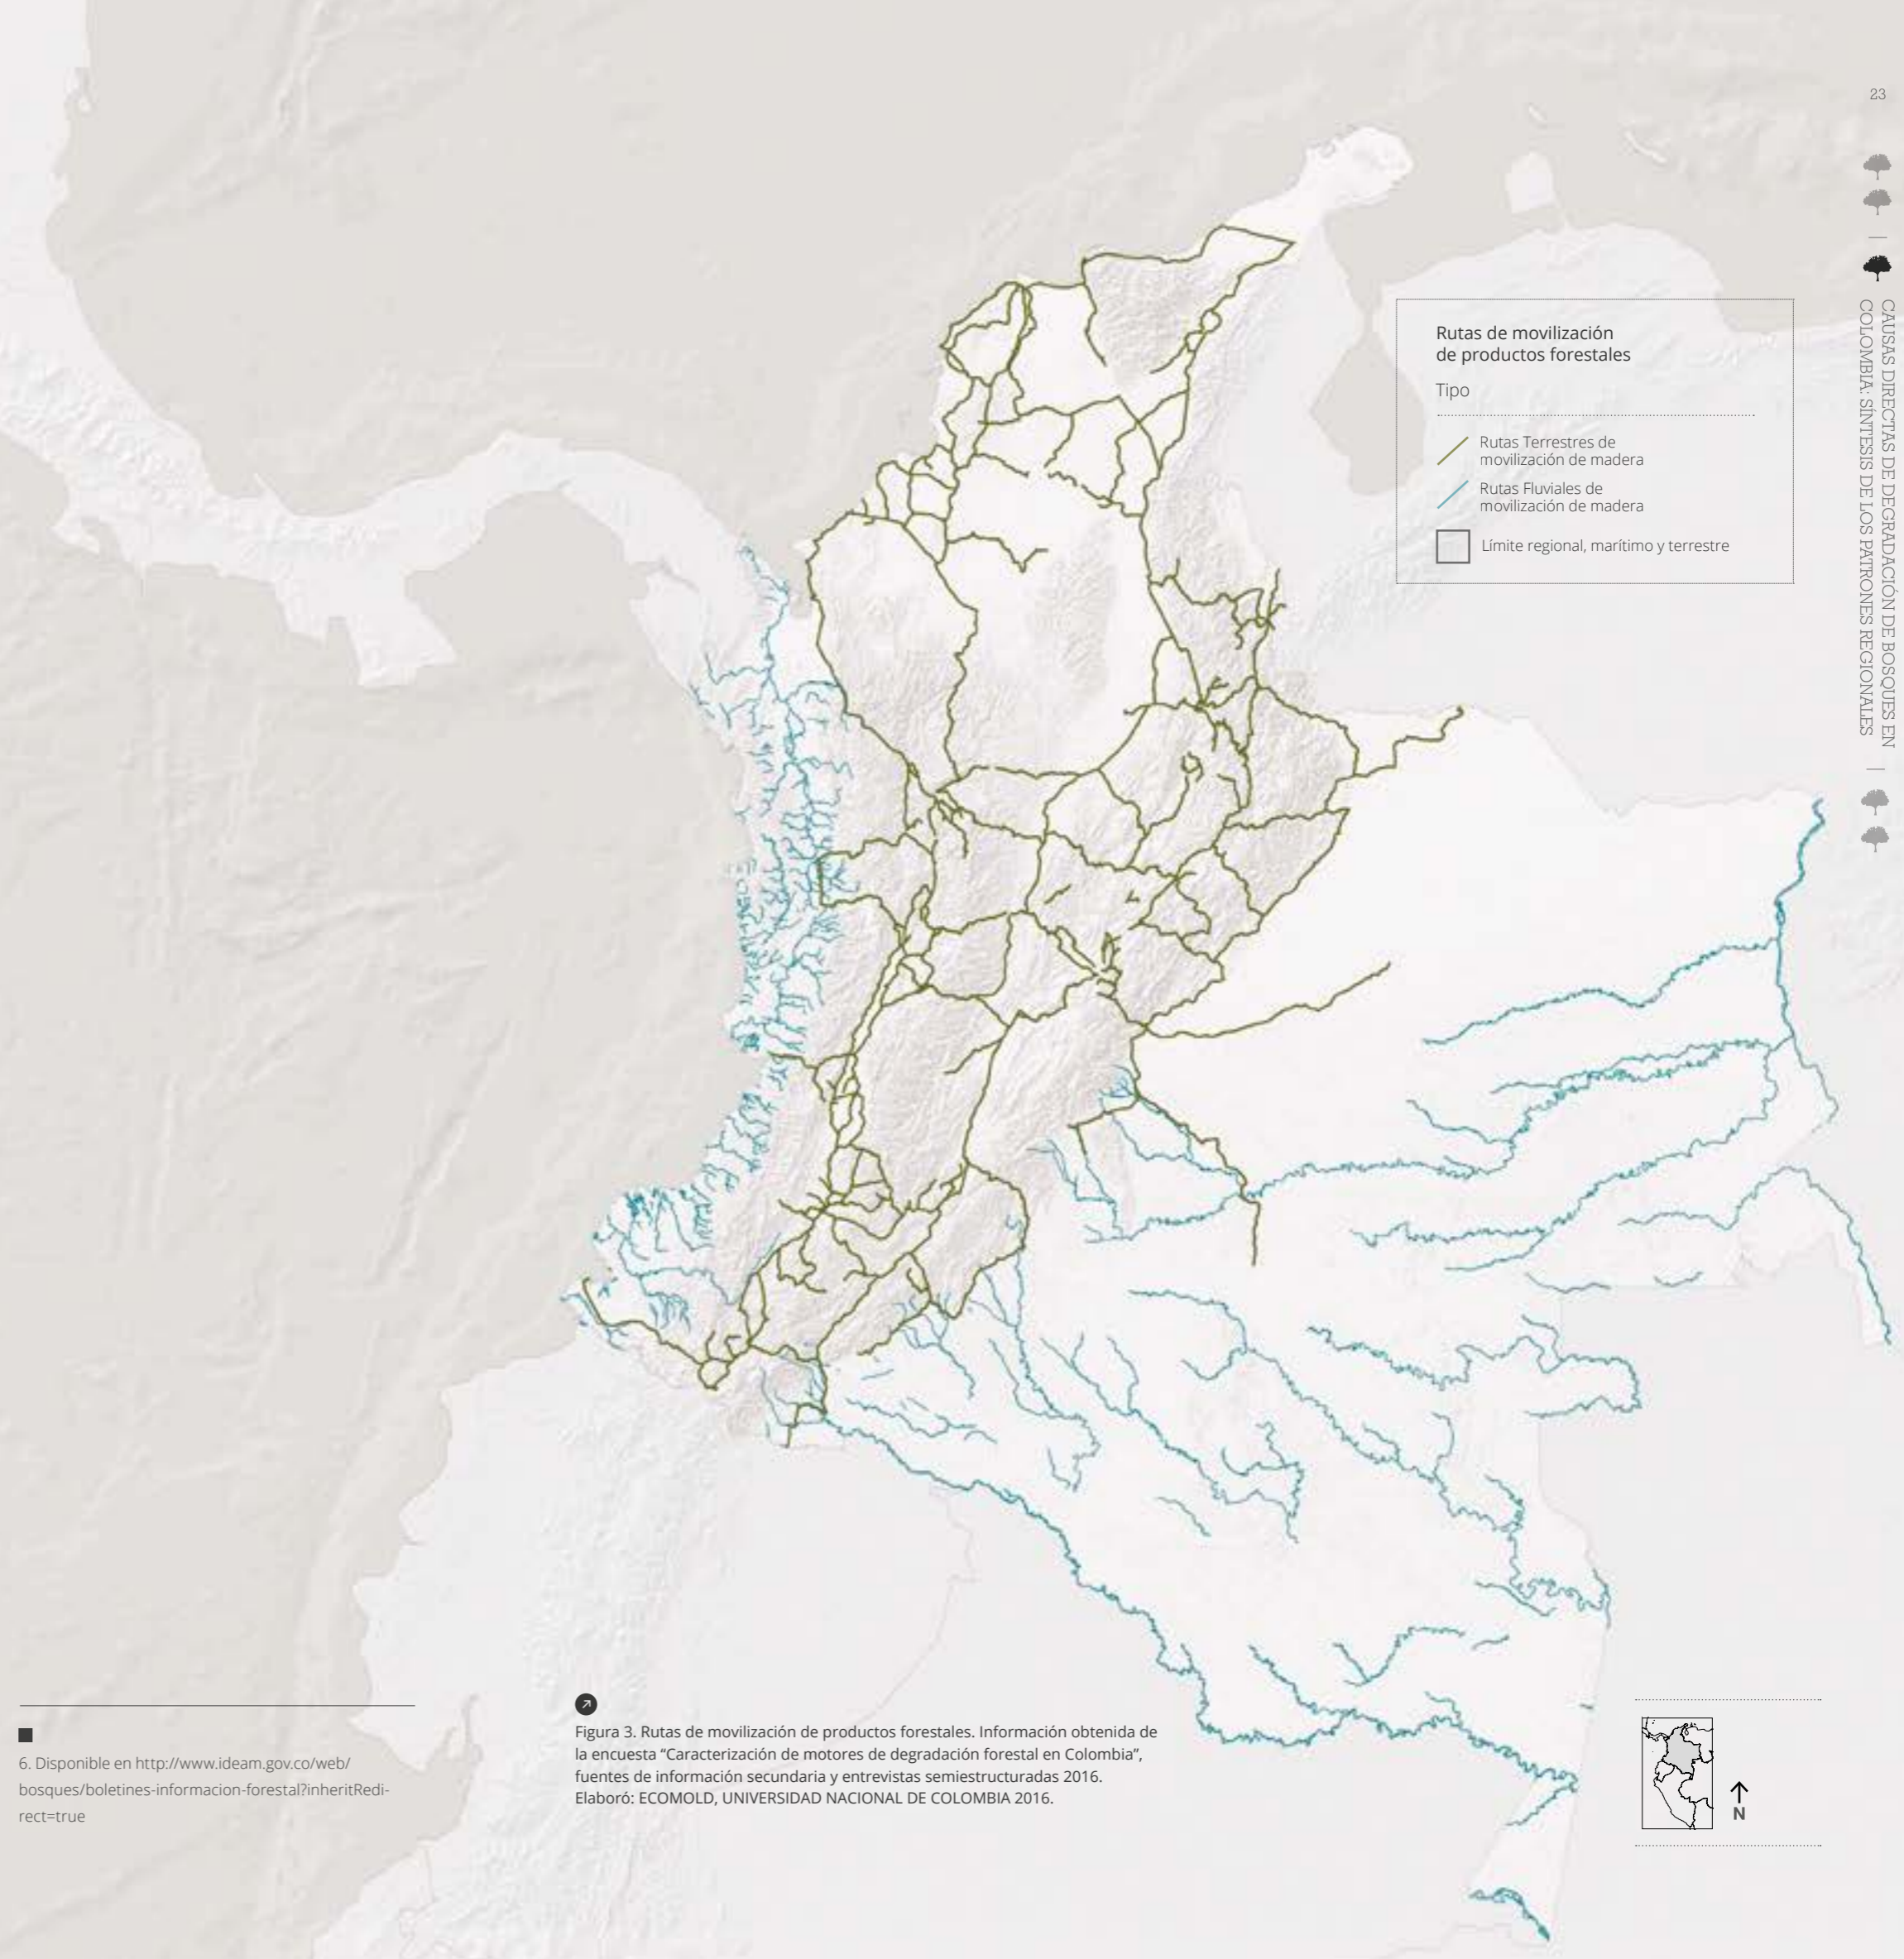 23
CAUSAS DIRECTAS DE DEGRADACIÓN DE BOSQUES EN
COLOMBIA: SÍNTESIS DE LOS PATRONES REGIONALES
Rutas de movilización
de productos forestales
Tipo
Rutas Terrestres de
movilización de madera
Rutas Fluviales de
movilización de madera
Límite regional, marítimo y terrestre
6. Disponible en http://www.ideam.gov.co/web/
bosques/boletines-informacion-forestal?inheritRedi-
rect=true
Figura 3. Rutas de movilización de productos forestales. Información obtenida de
la encuesta “Caracterización de motores de degradación forestal en Colombia”,
fuentes de información secundaria y entrevistas semiestructuradas 2016.
Elaboró: ECOMOLD, UNIVERSIDAD NACIONAL DE COLOMBIA 2016.
N